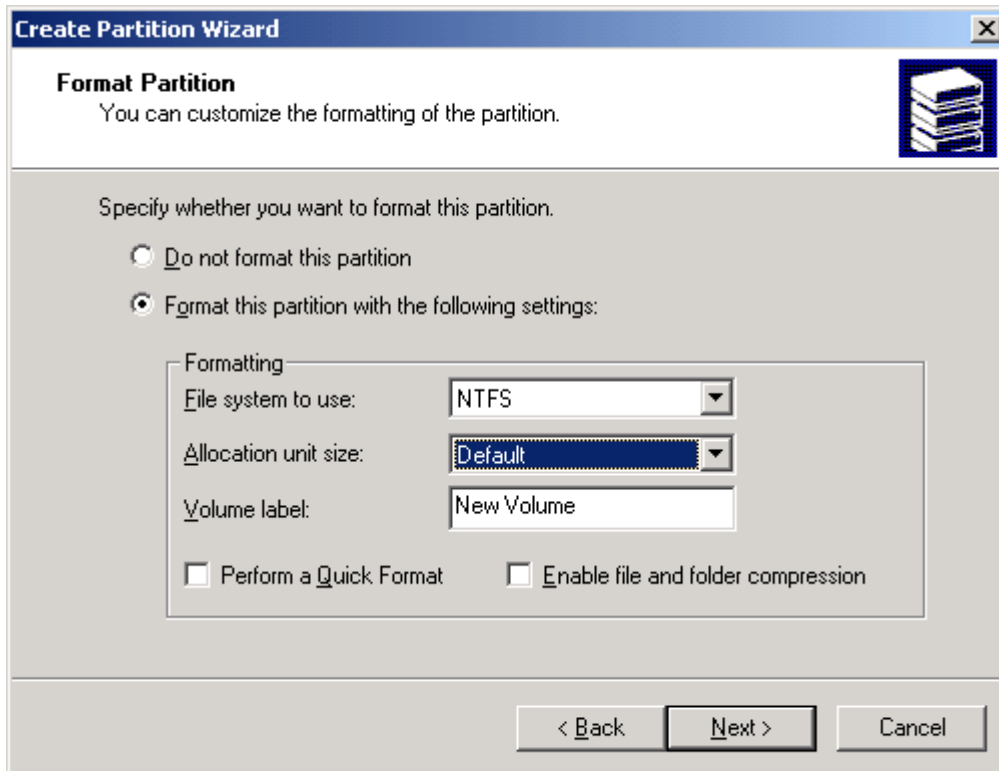 Create Partition Wizard
Format Partition
You can customize the formatting of the partition.
Specify whether you want to format this partition.
Do not format this partition
Format this partition with the following settings:
Formatting
File system to use: NTFS
Allocation unit size: Default
Volume label: New Volume
Perform a Quick Format Enable file and folder compression
< Back Next > Cancel